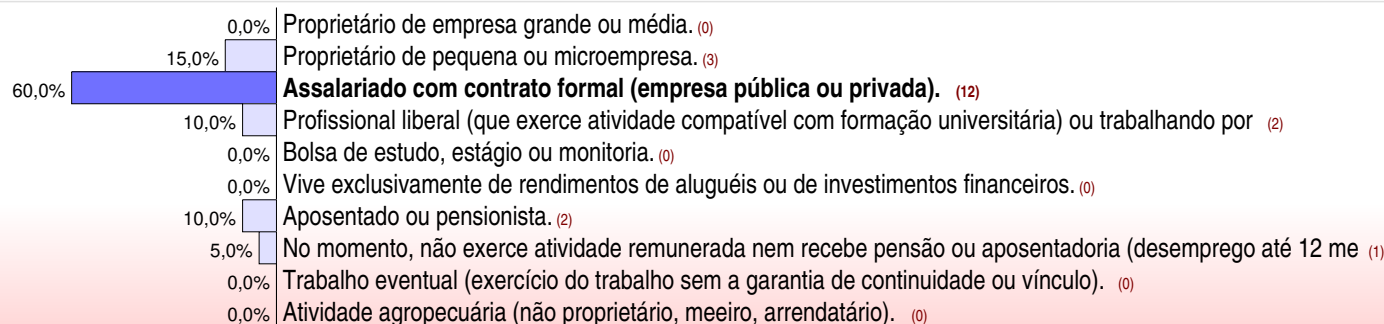 0,0% Proprietário de empresa grande ou média. (0)
15,0% Proprietário de pequena ou microempresa. (3)
60,0% Assalariado com contrato formal (empresa pública ou privada). (12)
10,0% Profissional liberal (que exerce atividade compatível com formação universitária) ou trabalhando por (2)
0,0% Bolsa de estudo, estágio ou monitoria. (0)
0,0% Vive exclusivamente de rendimentos de aluguéis ou de investimentos financeiros. (0)
10,0% Aposentado ou pensionista. (2)
5,0% No momento, não exerce atividade remunerada nem recebe pensão ou aposentadoria (desemprego até 12 me (1)
0,0% Trabalho eventual (exercício do trabalho sem a garantia de continuidade ou vínculo). (0)
0,0% Atividade agropecuária (não proprietário, meeiro, arrendatário). (0)